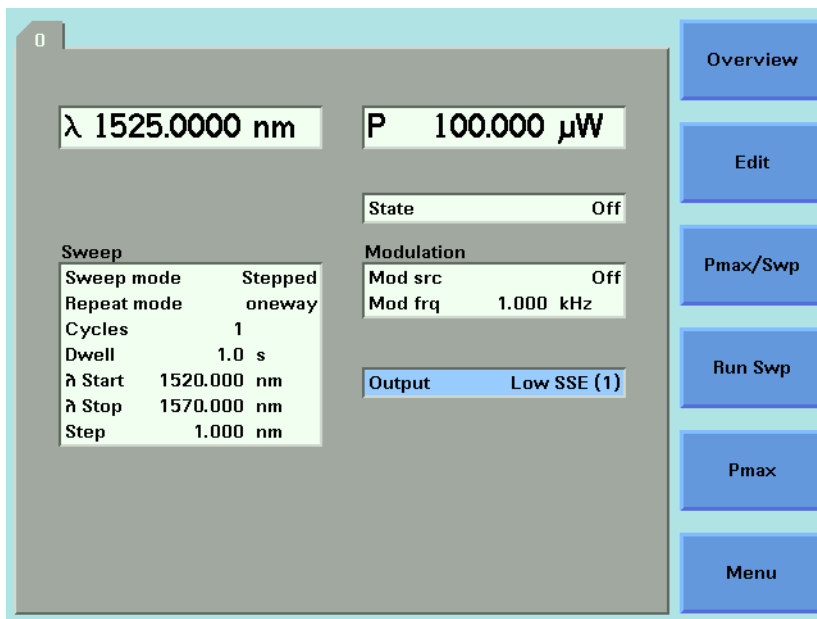 0
λ 1525.0000 nm
P 100.000 μW
State Off
Sweep
Sweep mode Stepped
Repeat mode oneway
Cycles 1
Dwell 1.0 s
λ Start 1520.000 nm
λ Stop 1570.000 nm
Step 1.000 nm
Modulation
Mod src Off
Mod frq 1.000 kHz
Output Low SSE (1)
Overview
Edit
Pmax/Swp
Run Swp
Pmax
Menu